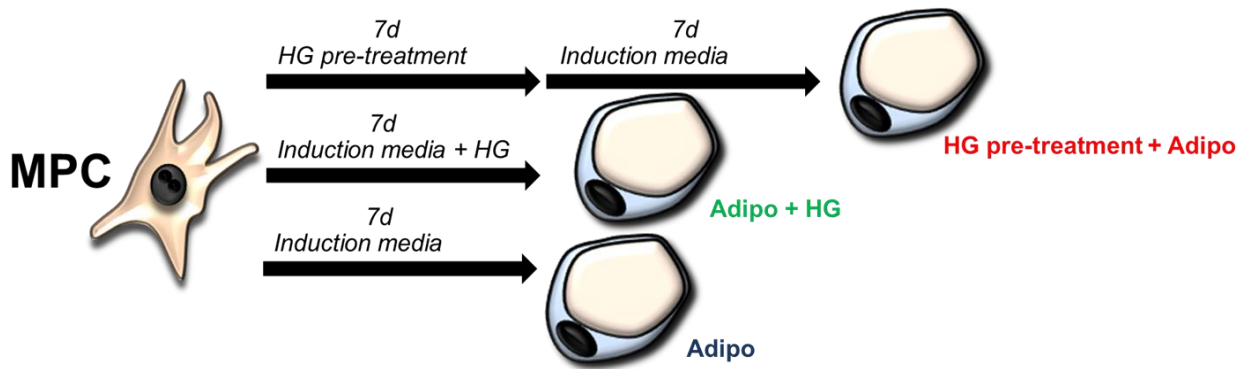 7d
HG pre-treatment
7d
Induction media
HG pre-treatment + Adipo
MPC
7d
Induction media + HG
Adipo + HG
7d
Induction media
Adipo